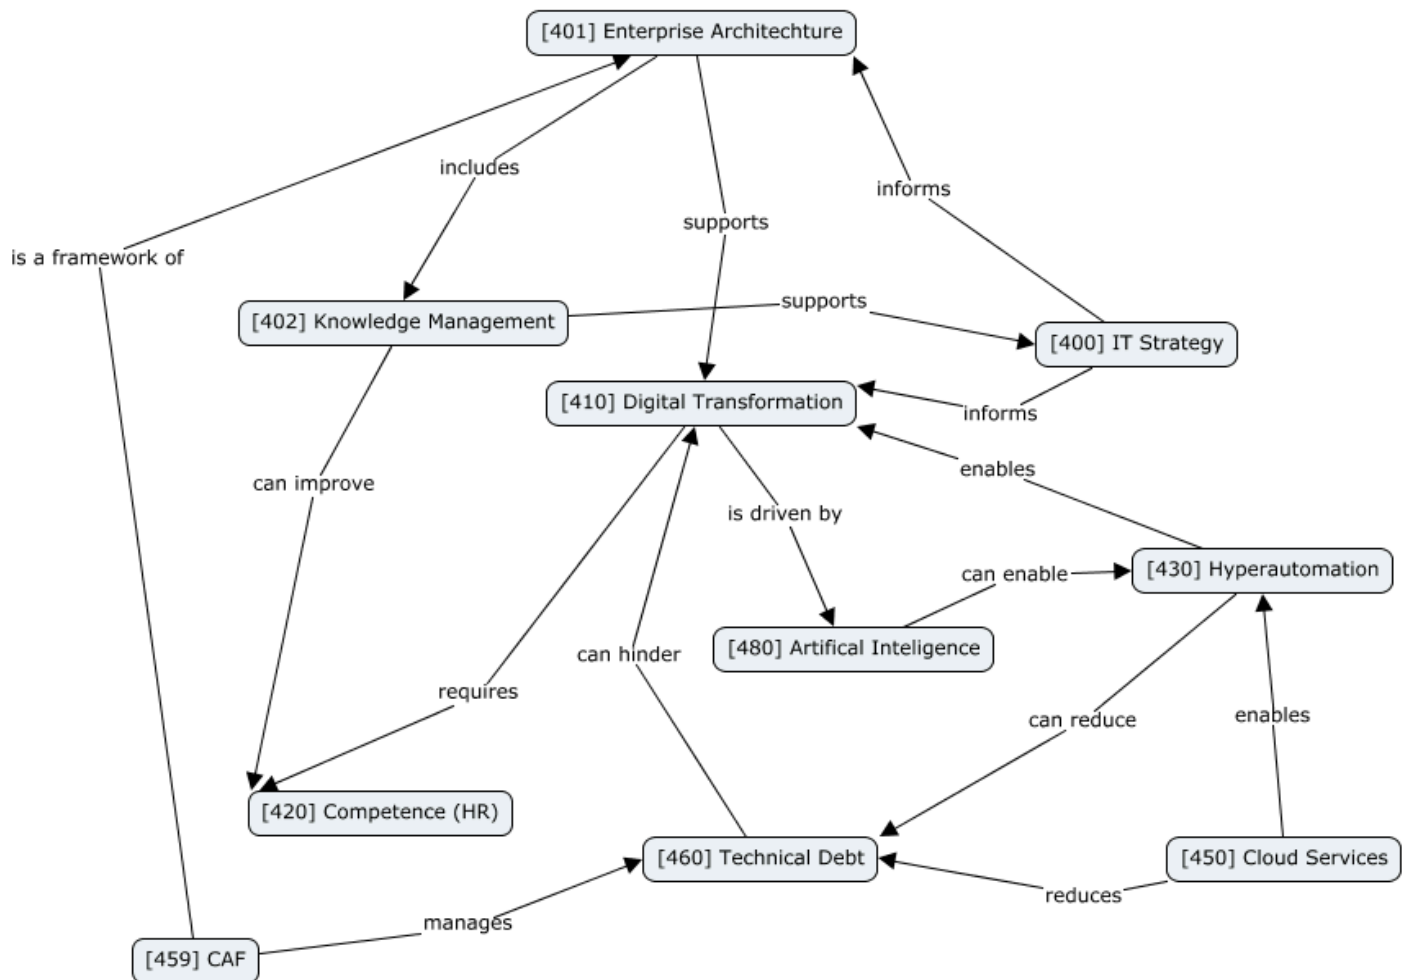 [401] Enterprise Architechture
includes
informs
supports
is a framework of
supports
[402] Knowledge Management
[400] IT Strategy
[410] Digital Transformation
informs
enables
can improve
is driven by
can enable
[430] Hyperautomation
can hinder
[480] Artifical Inteligence
requires
can reduce
enables
[420] Competence (HR)
[460] Technical Debt
[450] Cloud Services
reduces
manages
[459] CAF